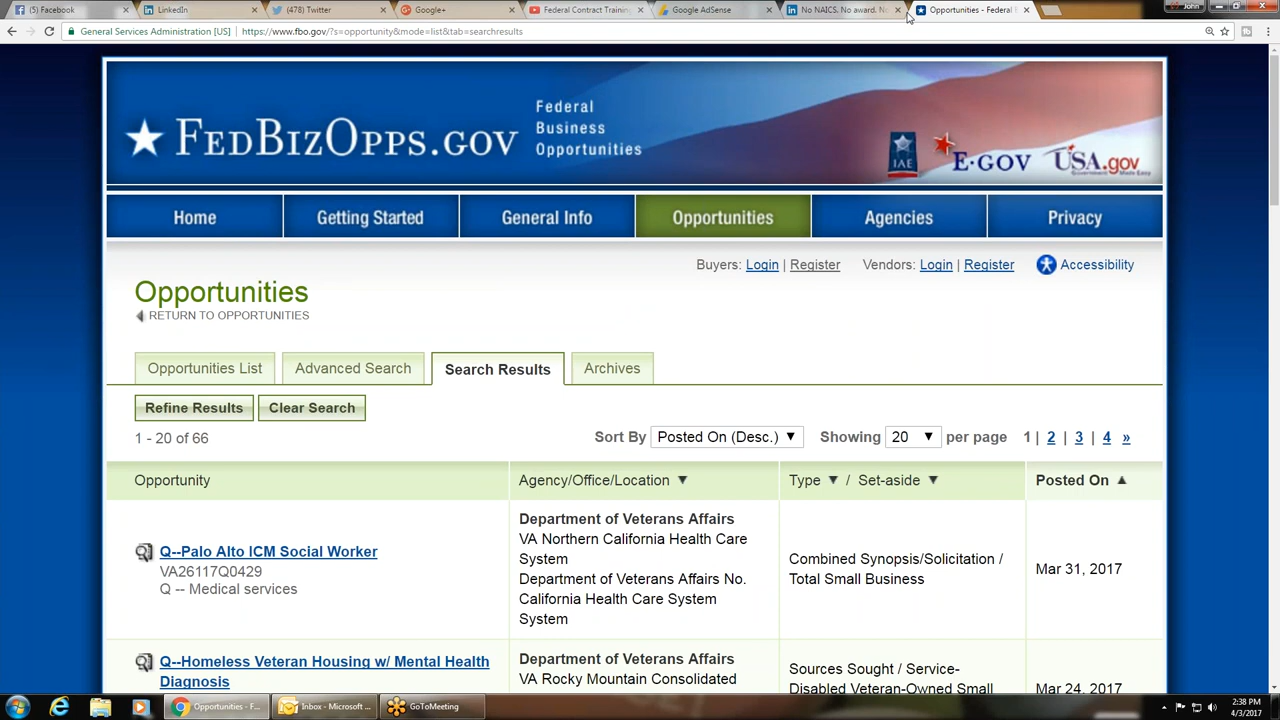 (5) Facebook
LinkedIn
(478) Twitter
Google+
Federal Contract Training
Google AdSense
No NAICS. No award. No
Opportunities - Federal B
John
General Services Administration [US]
https://www.fbo.gov/?s=opportunity&mode=list&tab=searchresults
FEDBIZOPPS.GOV
Federal
Business
Opportunities
IAE
E-GOV
USA.gov
Government Made Easy
Home
Getting Started
General Info
Opportunities
Agencies
Privacy
Buyers: Login | Register
Vendors: Login | Register
Accessibility
Opportunities
RETURN TO OPPORTUNITIES
Opportunities List
Advanced Search
Search Results
Archives
Refine Results
Clear Search
1 - 20 of 66
Sort By Posted On (Desc.) ▼
Showing 20 ▼ per page
1 | 2 | 3 | 4 »
Opportunity
Agency/Office/Location ▼
Type ▼ / Set-aside ▼
Posted On ▲
Q--Palo Alto ICM Social Worker
VA26117Q0429
Q -- Medical services
Department of Veterans Affairs
VA Northern California Health Care
System
Department of Veterans Affairs No.
California Health Care System
System
Combined Synopsis/Solicitation /
Total Small Business
Mar 31, 2017
Q--Homeless Veteran Housing w/ Mental Health
Diagnosis
Department of Veterans Affairs
VA Rocky Mountain Consolidated
Sources Sought / Service-
Disabled Veteran-Owned Small
Mar 24, 2017
Opportunities - F...
Inbox - Microsoft ...
GoToMeeting
2:38 PM
4/3/2017